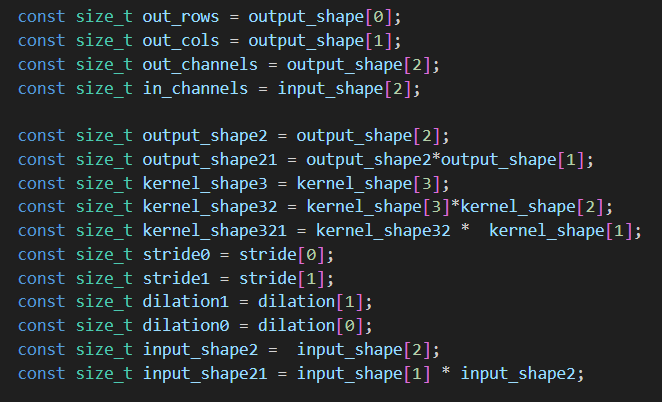 const size_t out_rows = output_shape[0];
const size_t out_cols = output_shape[1];
const size_t out_channels = output_shape[2];
const size_t in_channels = input_shape[2];

const size_t output_shape2 = output_shape[2];
const size_t output_shape21 = output_shape2*output_shape[1];
const size_t kernel_shape3 = kernel_shape[3];
const size_t kernel_shape32 = kernel_shape[3]*kernel_shape[2];
const size_t kernel_shape321 = kernel_shape32 *  kernel_shape[1];
const size_t stride0 = stride[0];
const size_t stride1 = stride[1];
const size_t dilation1 = dilation[1];
const size_t dilation0 = dilation[0];
const size_t input_shape2 =  input_shape[2];
const size_t input_shape21 = input_shape[1] * input_shape2;